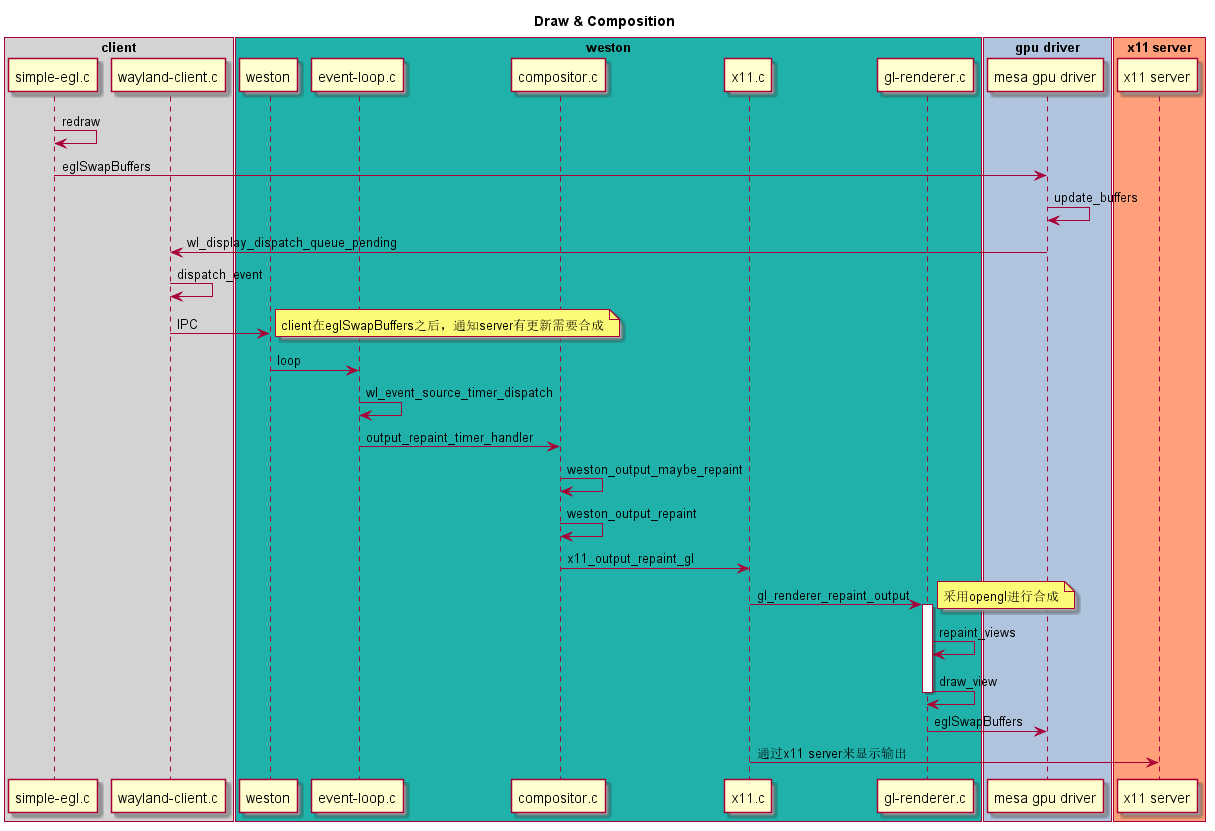 Draw & Composition
client
weston
gpu driver
x11 server
simple-egl.c
wayland-client.c
weston
event-loop.c
compositor.c
x11.c
gl-renderer.c
mesa gpu driver
x11 server
redraw
eglSwapBuffers
update_buffers
wl_display_dispatch_queue_pending
dispatch_event
IPC
client在eglSwapBuffers之后，通知server有更新需要合成
loop
wl_event_source_timer_dispatch
output_repaint_timer_handler
weston_output_maybe_repaint
weston_output_repaint
x11_output_repaint_gl
gl_renderer_repaint_output
采用opengl进行合成
repaint_views
draw_view
eglSwapBuffers
通过x11 server来显示输出
simple-egl.c
wayland-client.c
weston
event-loop.c
compositor.c
x11.c
gl-renderer.c
mesa gpu driver
x11 server